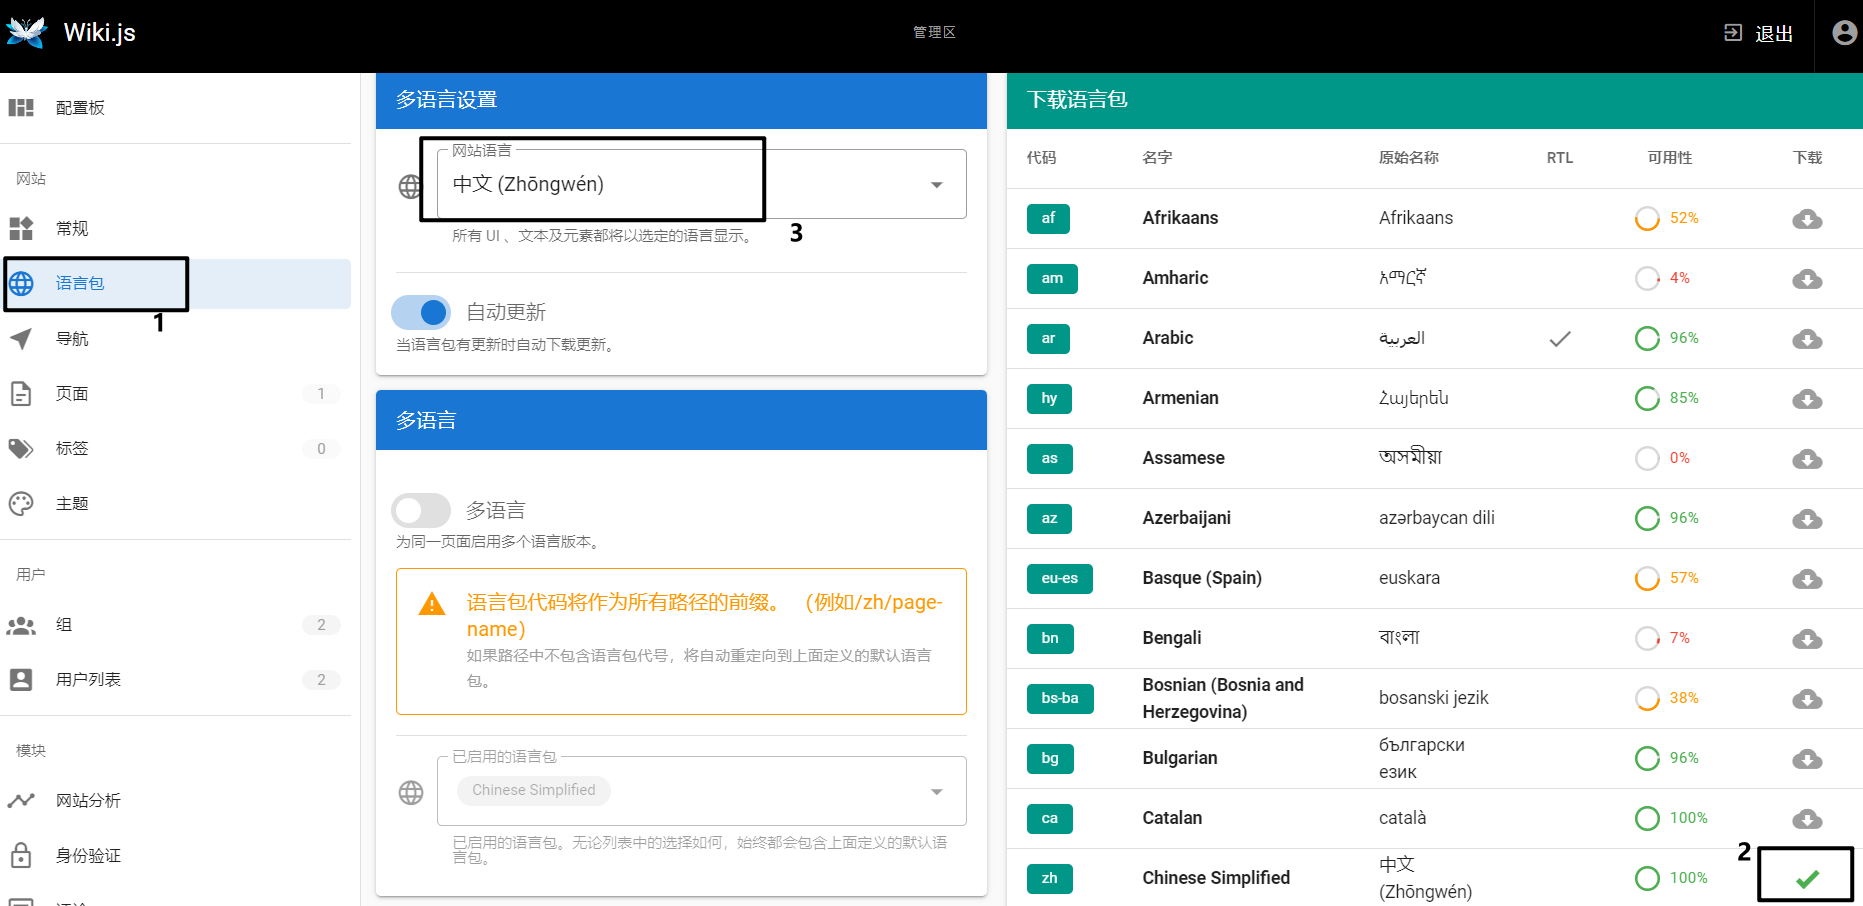 Wiki.js
管理区
退出
配置板
网站
常规
语言包
1
导航
页面
1
标签
0
主题
用户
组
2
用户列表
2
模块
网站分析
身份验证
多语言设置
网站语言
中文 (Zhōngwén)
所有 UI 、文本及元素都将以选定的语言显示。
3
自动更新
当语言包有更新时自动下载更新。
多语言
多语言
为同一页面启用多个语言版本。
语言包代码将作为所有路径的前缀。 （例如/zh/page-
name）
如果路径中不包含语言包代号，将自动重定向到上面定义的默认语言
包。
已启用的语言包
Chinese Simplified
已启用的语言包。无论列表中的选择如何，始终都会包含上面定义的默认语
言包。
下载语言包
代码 名字 原始名称 RTL 可用性 下载
af Afrikaans Afrikaans 52%
am Amharic አማርኛ 4%
ar Arabic العربية 96%
hy Armenian Հայերեն 85%
as Assamese অসমীয়া 0%
az Azerbaijani azərbaycan dili 96%
eu-es Basque (Spain) euskara 57%
bn Bengali বাংলা 7%
bs-ba Bosnian (Bosnia and
Herzegovina) bosanski jezik 38%
bg Bulgarian български
език 96%
ca Catalan català 100%
2
zh Chinese Simplified 中文
(Zhōngwén) 100%